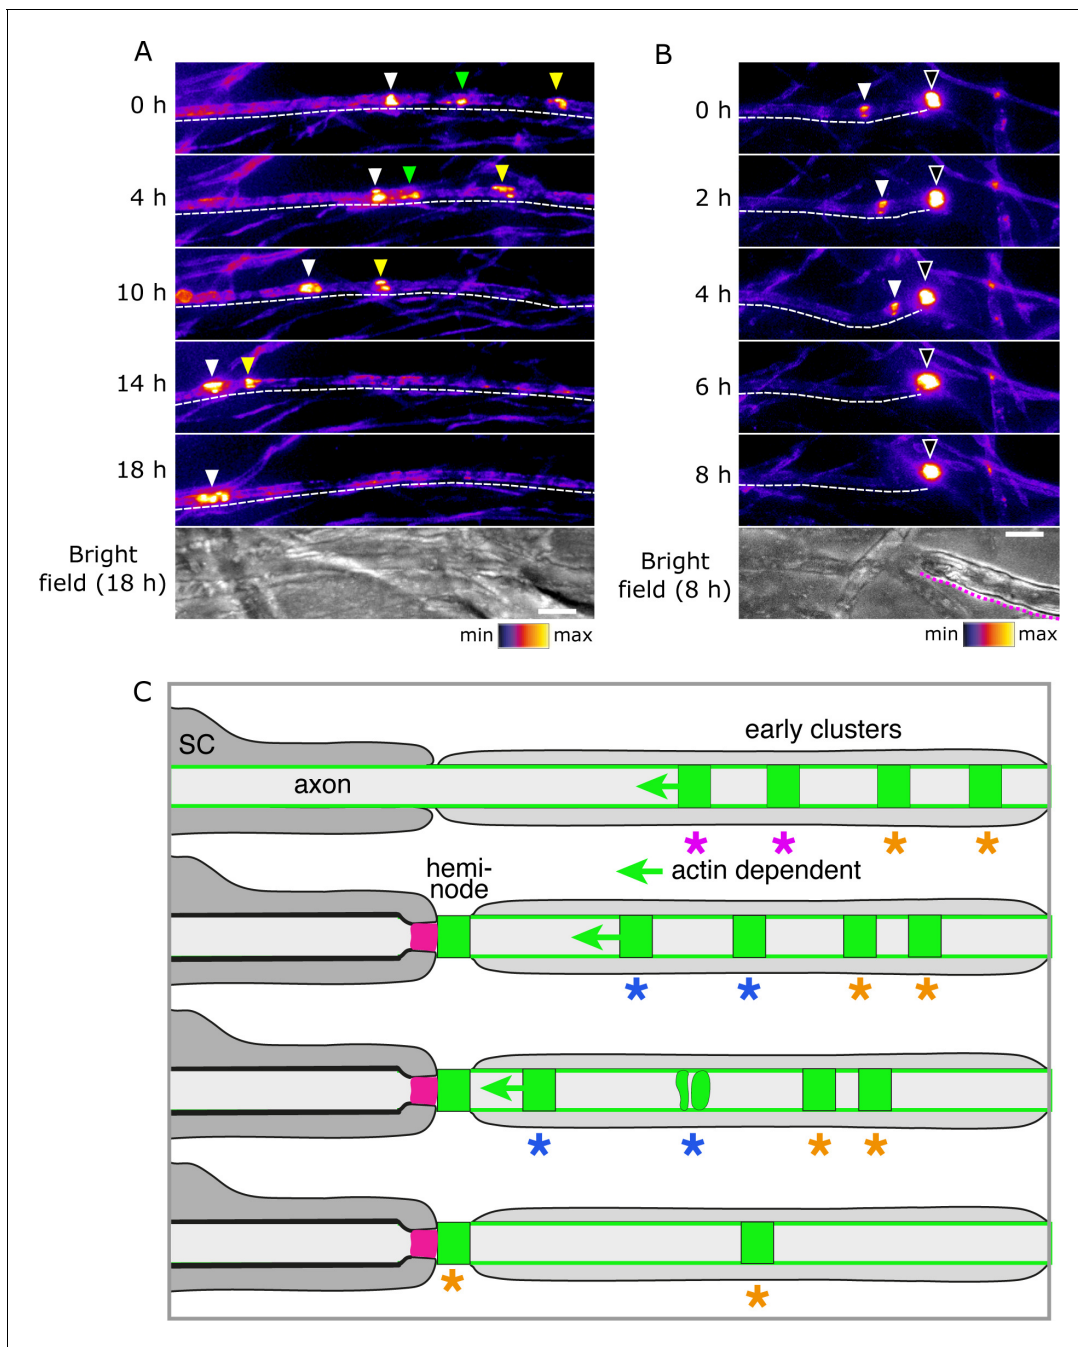 A
0 h
4 h
10 h
14 h
18 h
Bright
field (18 h)
min max
B
0 h
2 h
4 h
6 h
8 h
Bright
field (8 h)
min max
C
SC
axon
early clusters
hemi-
node
actin dependent